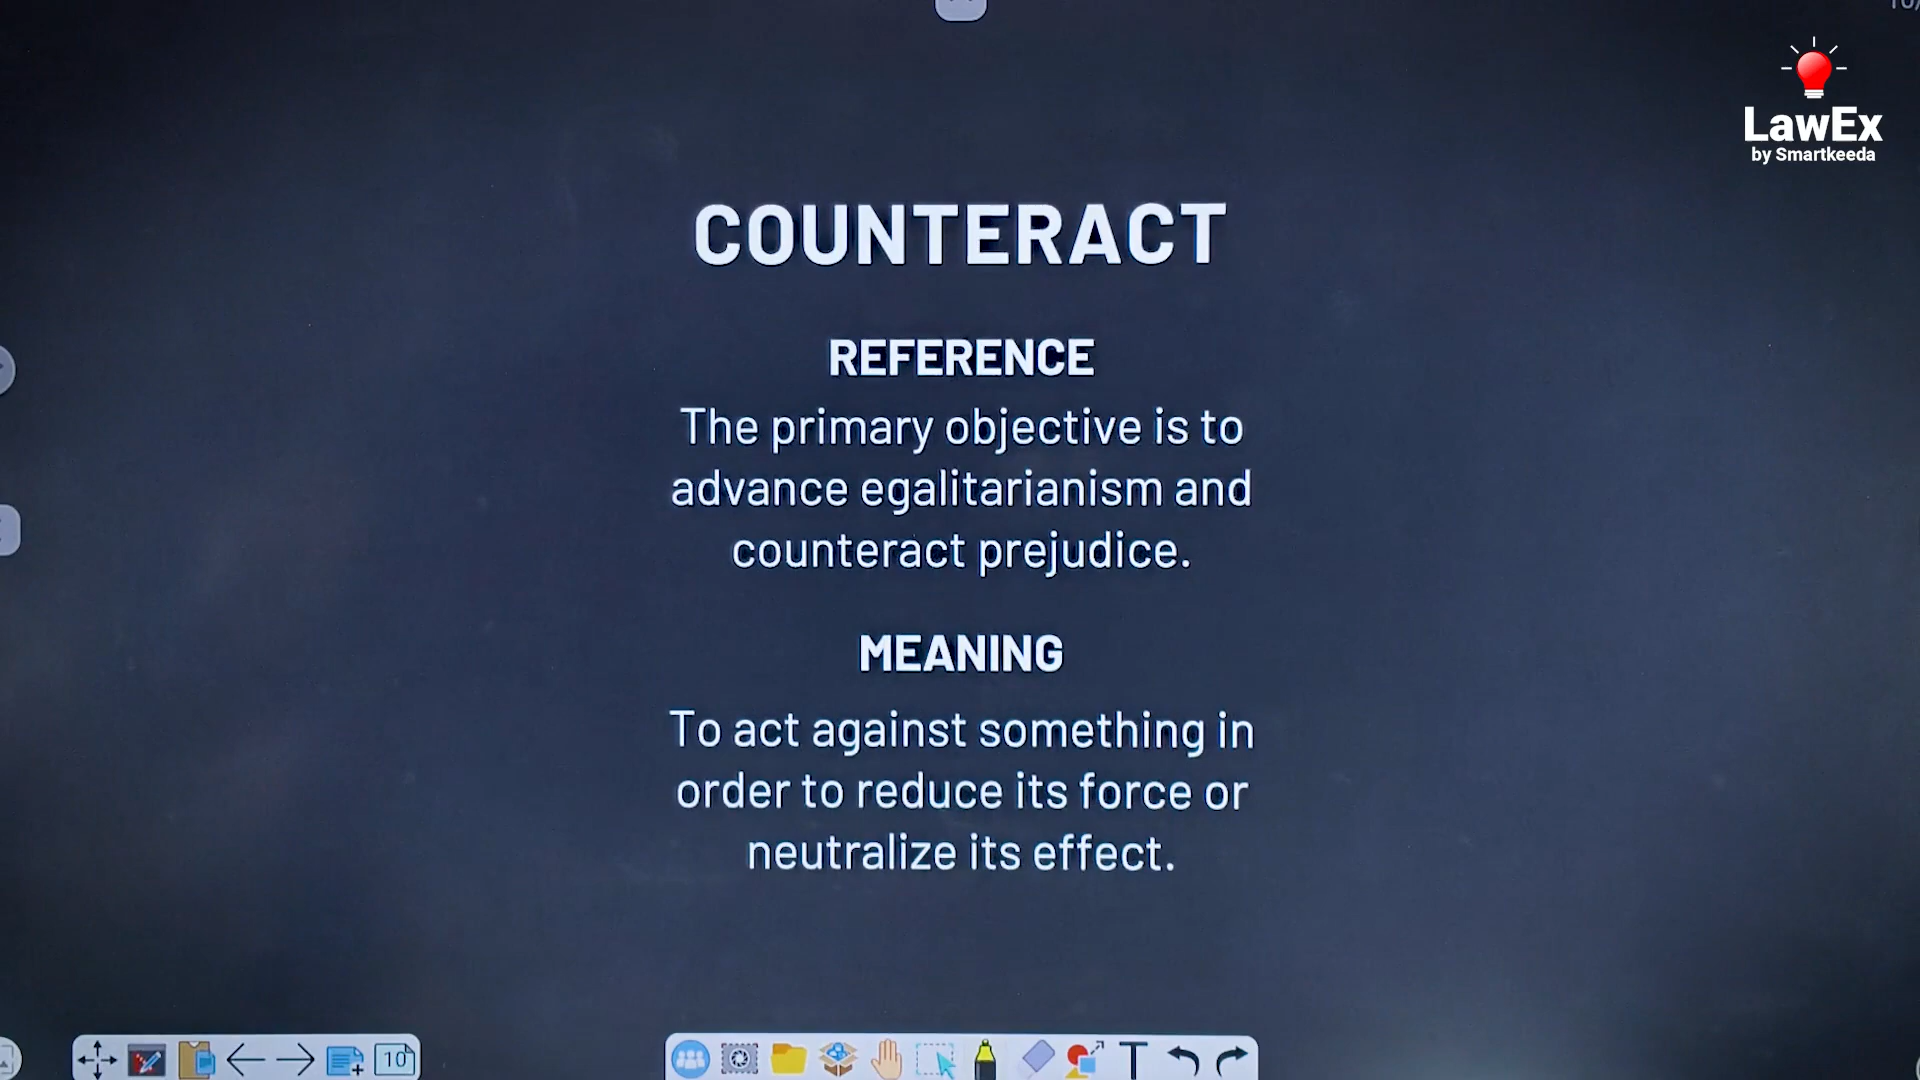 LawEx
by Smartkeeda
COUNTERACT
REFERENCE
The primary objective is to
advance egalitarianism and
counteract prejudice.
MEANING
To act against something in
order to reduce its force or
neutralize its effect.
10
T